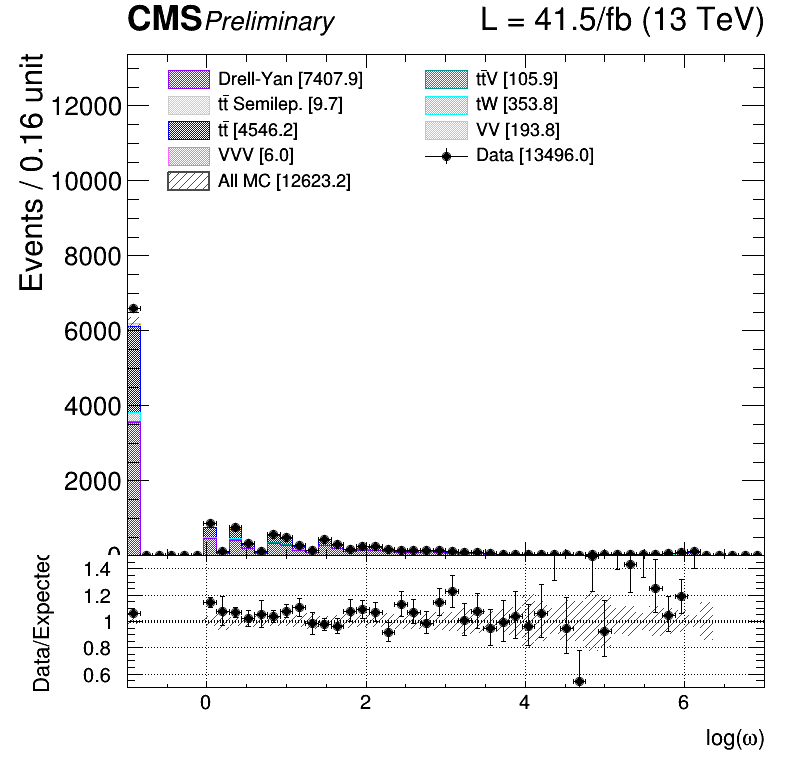 CMS Preliminary L = 41.5/fb (13 TeV)
Events / 0.16 unit
12000
10000
8000
6000
4000
2000
0
Drell-Yan [7407.9]
tt̄ Semilep. [9.7]
tt̄ [4546.2]
VVV [6.0]
All MC [12623.2]
tt̄V [105.9]
tW [353.8]
VV [193.8]
Data [13496.0]
Data/Expected
1.4
1.2
1
0.8
0.6
0 2 4 6
log(ω)